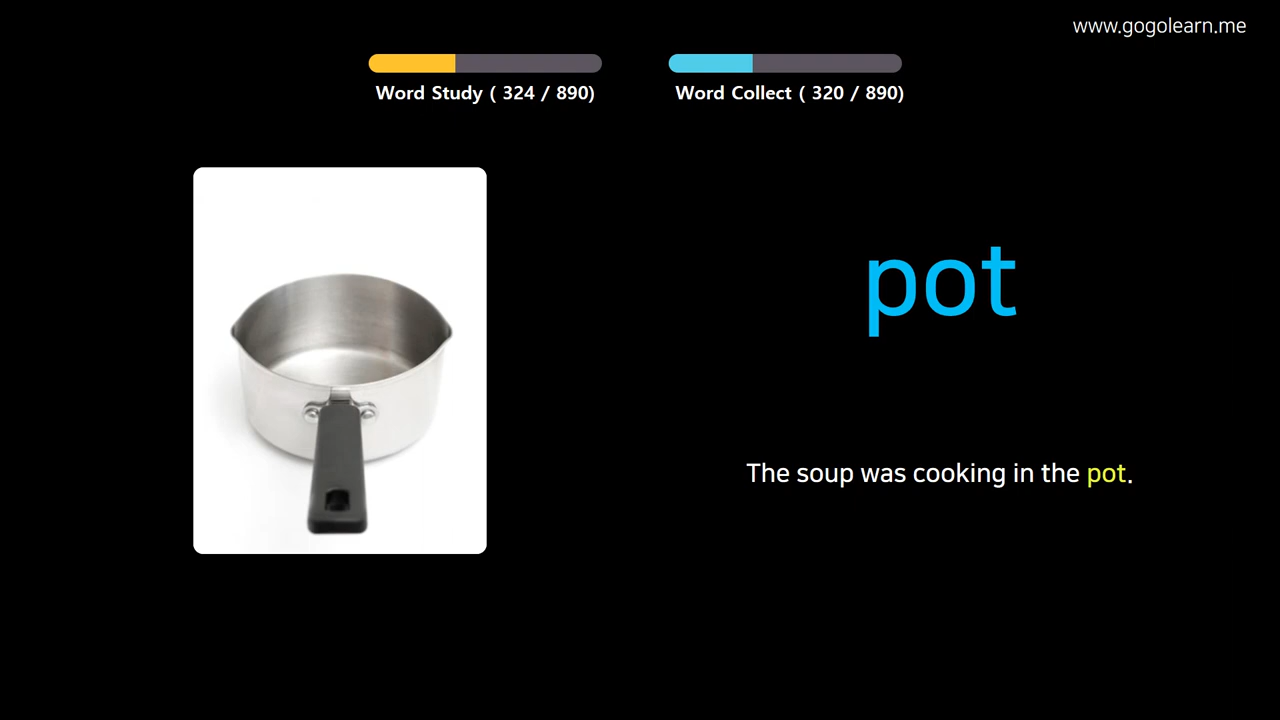 www.gogolearn.me
Word Study ( 324 / 890)
Word Collect ( 320 / 890)
pot
The soup was cooking in the pot.